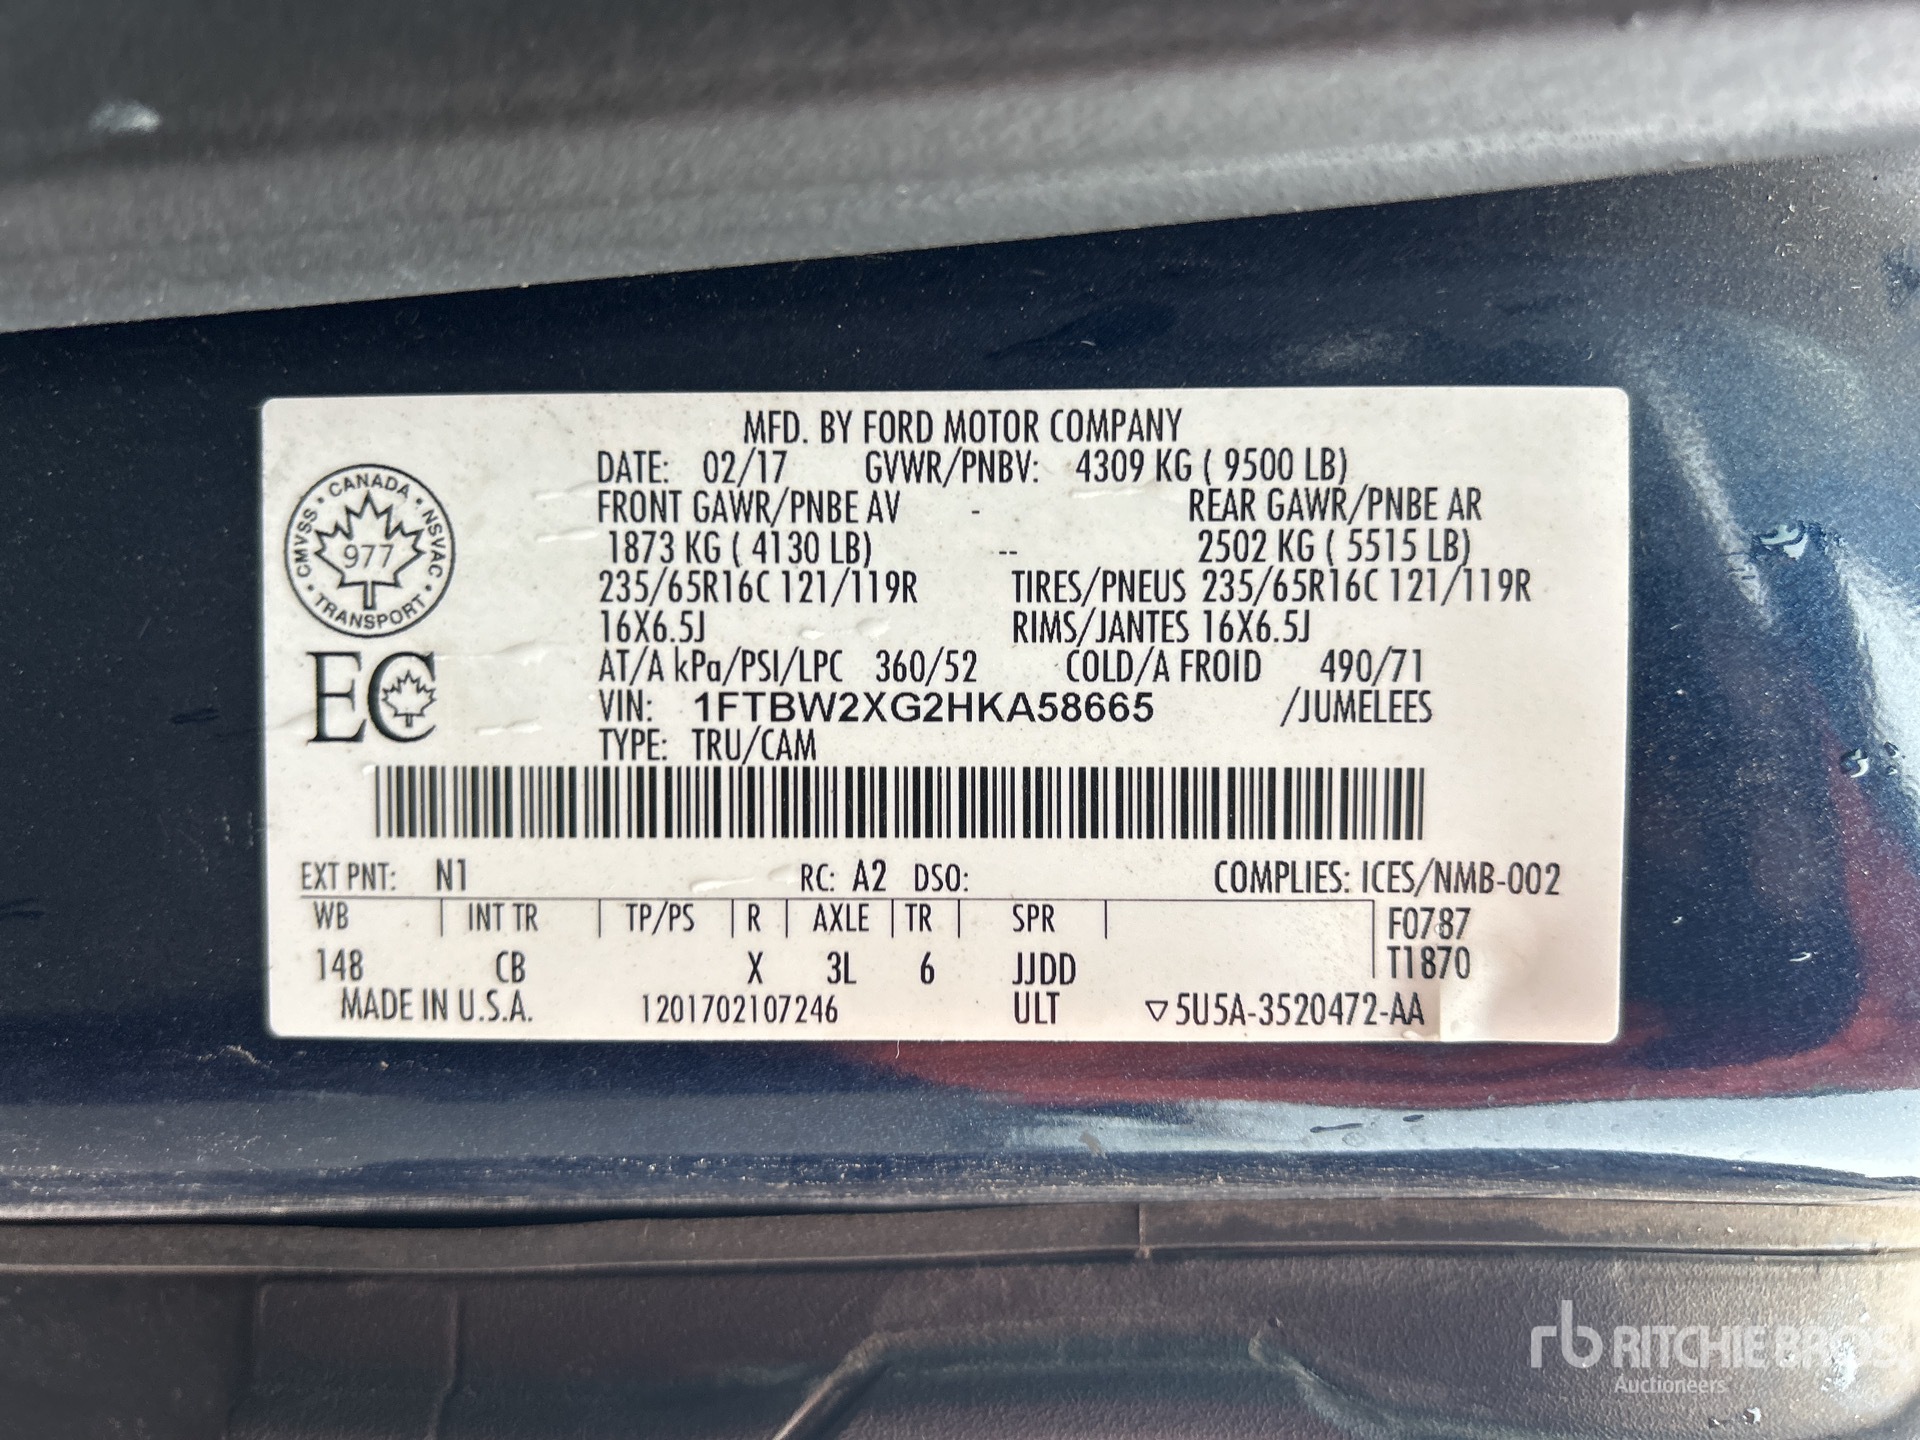 MFD. BY FORD MOTOR COMPANY
DATE: 02/17 GVWR/PNBV: 4309 KG ( 9500 LB)
FRONT GAWR/PNBE AV - REAR GAWR/PNBE AR
1873 KG ( 4130 LB) -- 2502 KG ( 5515 LB)
235/65R16C 121/119R TIRES/PNEUS 235/65R16C 121/119R
16X6.5J RIMS/JANTES 16X6.5J
AT/A kPa/PSI/LPC 360/52 COLD/A FROID 490/71
VIN: 1FTBW2XG2HKA58665 /JUMELEES
TYPE: TRU/CAM
CANADA
CMVSS • NSVAC
977
TRANSPORT
EC
EXT PNT: N1 RC: A2 DSO: COMPLIES: ICES/NMB-002
WB | INT TR | TP/PS | R | AXLE | TR | SPR | F0787
148 CB X 3L 6 JJDD T1870
MADE IN U.S.A. 1201702107246 ULT ▽5U5A-3520472-AA
rb RITCHIE BROS.
Auctioneers